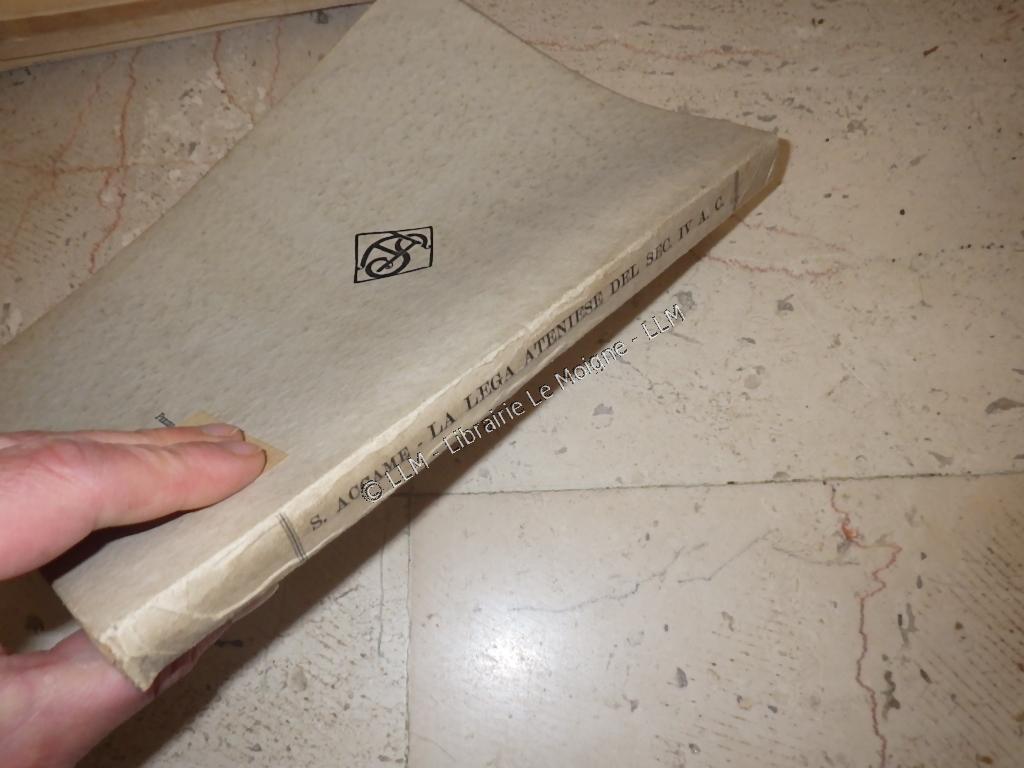 S. ACCAME - LA LEGA ATENIESE DEL SEC. IV A. C.
© LLM - Librairie Le Moigne - LLM